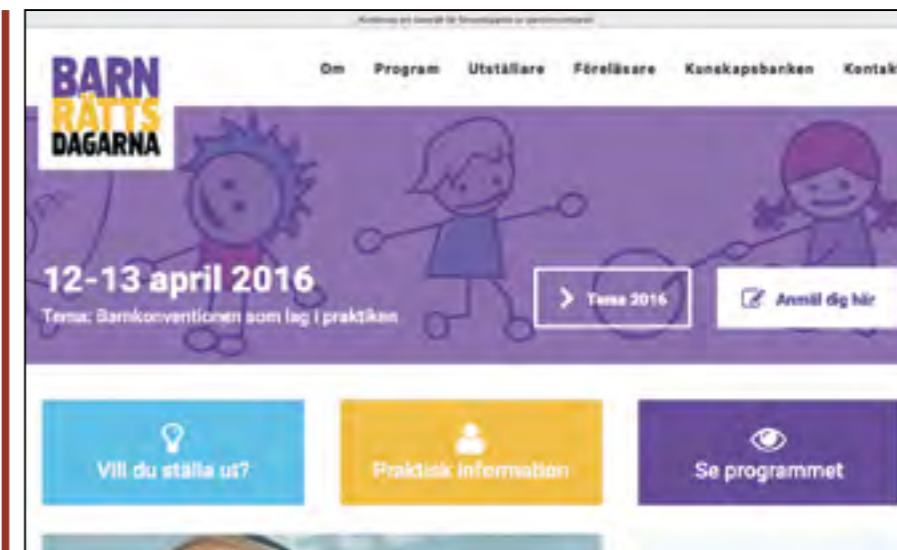 BARN
RÄTTS
DAGARNA
Om Program Utställare Föreläsare Kunskapsbanken Kontakt
12-13 april 2016
Tema: Barnkonventionen som lag i praktiken
Tema 2016
Anmäl dig här
Vill du ställa ut?
Praktisk information
Se programmet